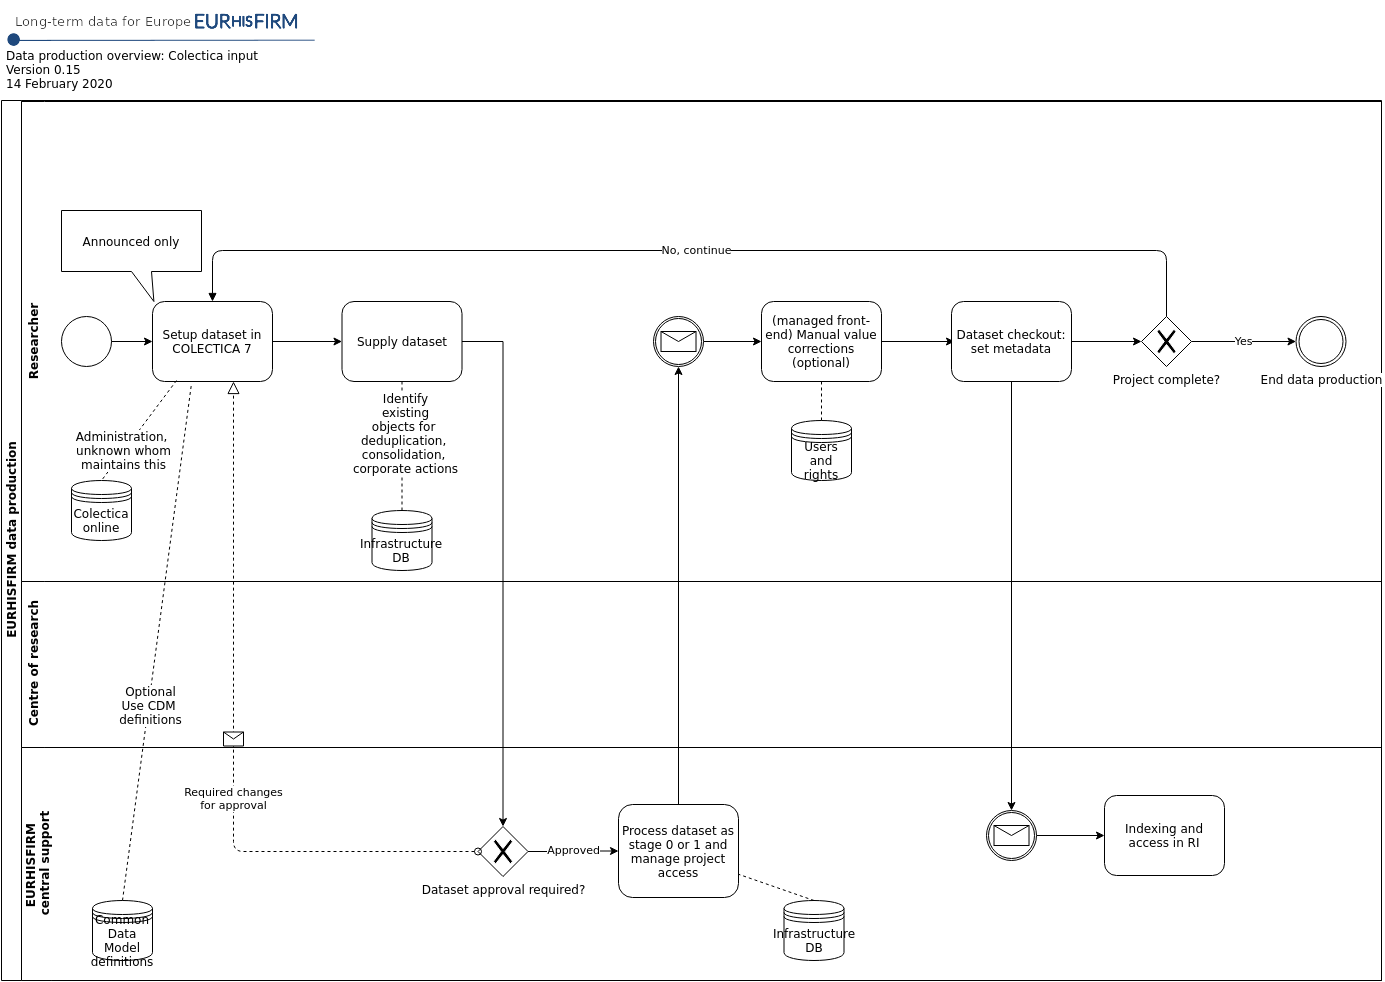 Long-term data for Europe EURHISFIRM
Data production overview: Colectica input
Version 0.15
14 February 2020
EURHISFIRM data production
Researcher
Announced only
No, continue
Setup dataset in
COLECTICA 7
Supply dataset
(managed front-
end) Manual value
corrections
(optional)
Dataset checkout:
set metadata
Yes
Project complete?
End data production
Identify
existing
objects for
deduplication,
consolidation,
corporate actions
Administration,
unknown whom
maintains this
Users
and
rights
Colectica
online
Infrastructure
DB
Centre of research
Optional
Use CDM
definitions
EURHISFIRM
central support
Required changes
for approval
Approved
Dataset approval required?
Process dataset as
stage 0 or 1 and
manage project
access
Indexing and
access in RI
Common
Data
Model
definitions
Infrastructure
DB